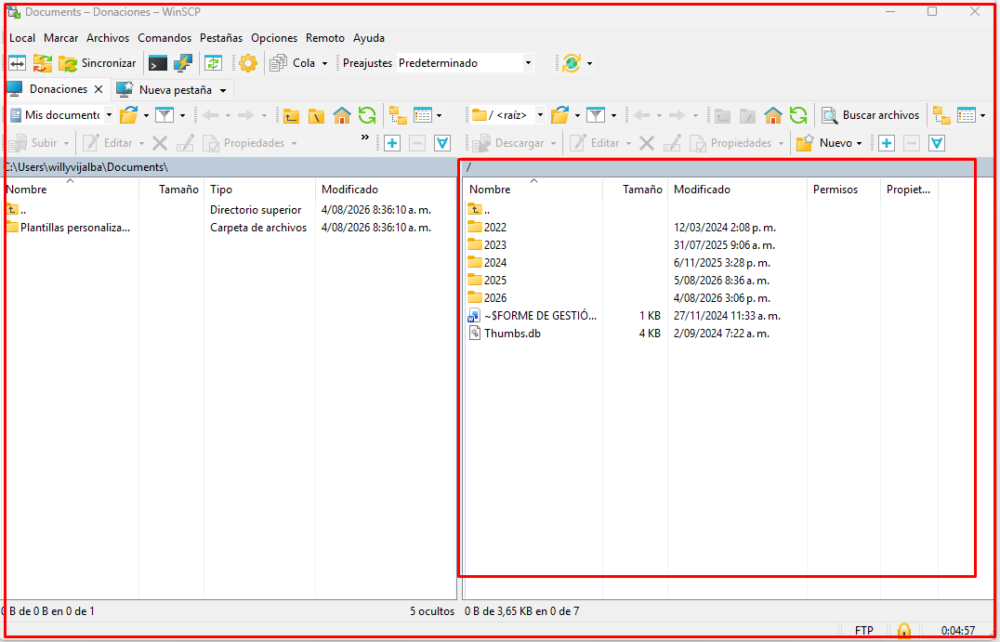 Documents – Donaciones – WinSCP
Local Marcar Archivos Comandos Pestañas Opciones Remoto Ayuda
Sincronizar Cola Preajustes Predeterminado
Donaciones Nueva pestaña
Mis documento / <raíz> Buscar archivos
Subir Editar Propiedades » Descargar Editar Propiedades Nuevo
C:\Users\willyvijalba\Documents\ /
Nombre Tamaño Tipo Modificado Nombre Tamaño Modificado Permisos Propiet...
.. Directorio superior 4/08/2026 8:36:10 a. m. ..
Plantillas personaliza... Carpeta de archivos 4/08/2026 8:36:10 a. m. 2022 12/03/2024 2:08 p. m.
2023 31/07/2025 9:06 a. m.
2024 6/11/2025 3:28 p. m.
2025 5/08/2026 8:36 a. m.
2026 4/08/2026 3:06 p. m.
~$FORME DE GESTIÓ... 1 KB 27/11/2024 11:33 a. m.
Thumbs.db 4 KB 2/09/2024 7:22 a. m.
0 B de 0 B en 0 de 1 5 ocultos 0 B de 3,65 KB en 0 de 7
FTP 0:04:57